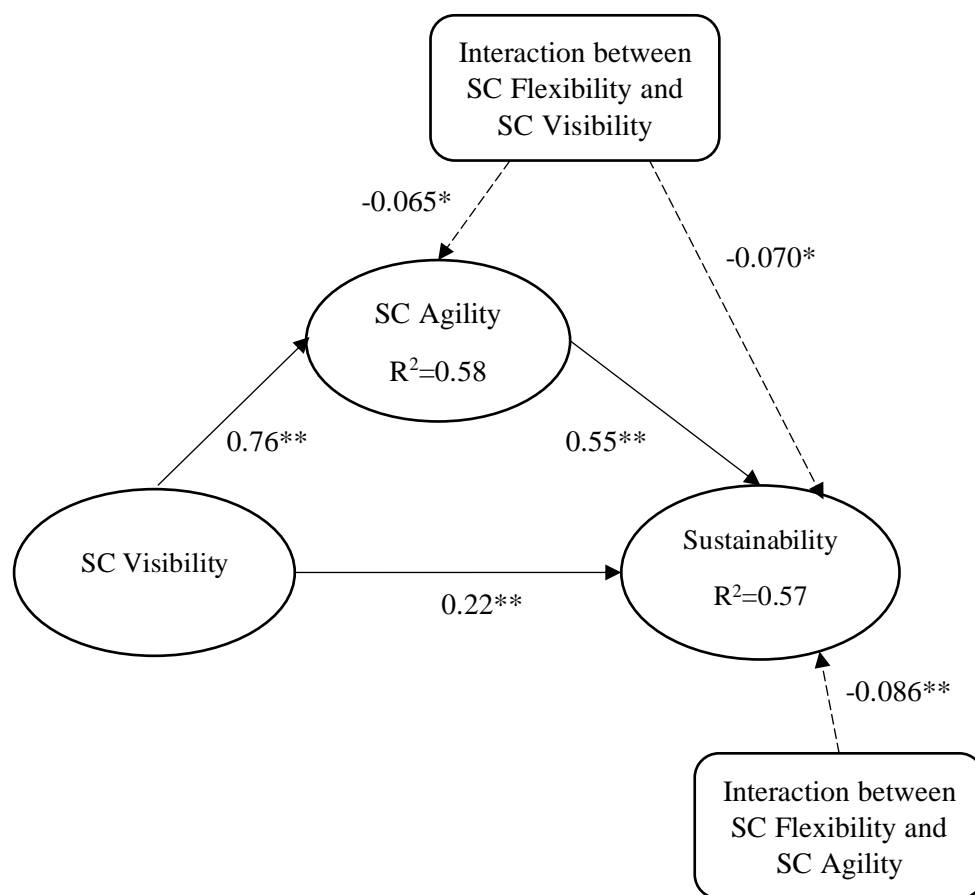 Interaction between
SC Flexibility and
SC Visibility
-0.065*
-0.070*
SC Agility
R²=0.58
0.76**
0.55**
SC Visibility
Sustainability
R²=0.57
0.22**
-0.086**
Interaction between
SC Flexibility and
SC Agility